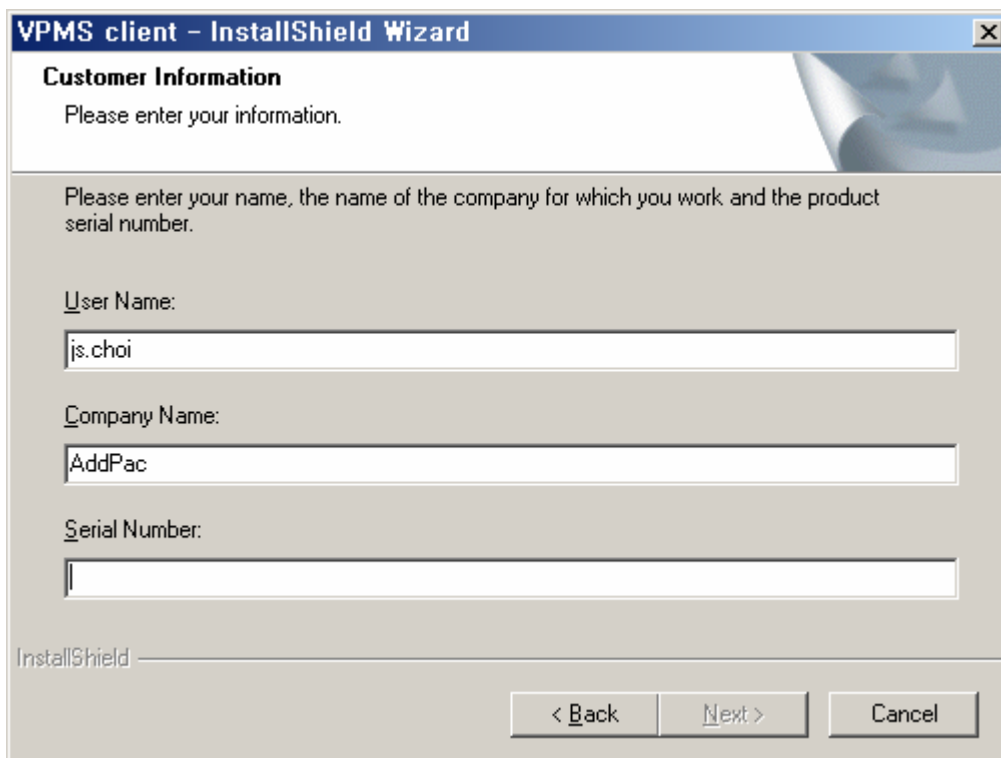 VPMS client - InstallShield Wizard
Customer Information
Please enter your information.
Please enter your name, the name of the company for which you work and the product
serial number.
User Name:
js.choi
Company Name:
AddPac
Serial Number:
InstallShield
< Back Next > Cancel